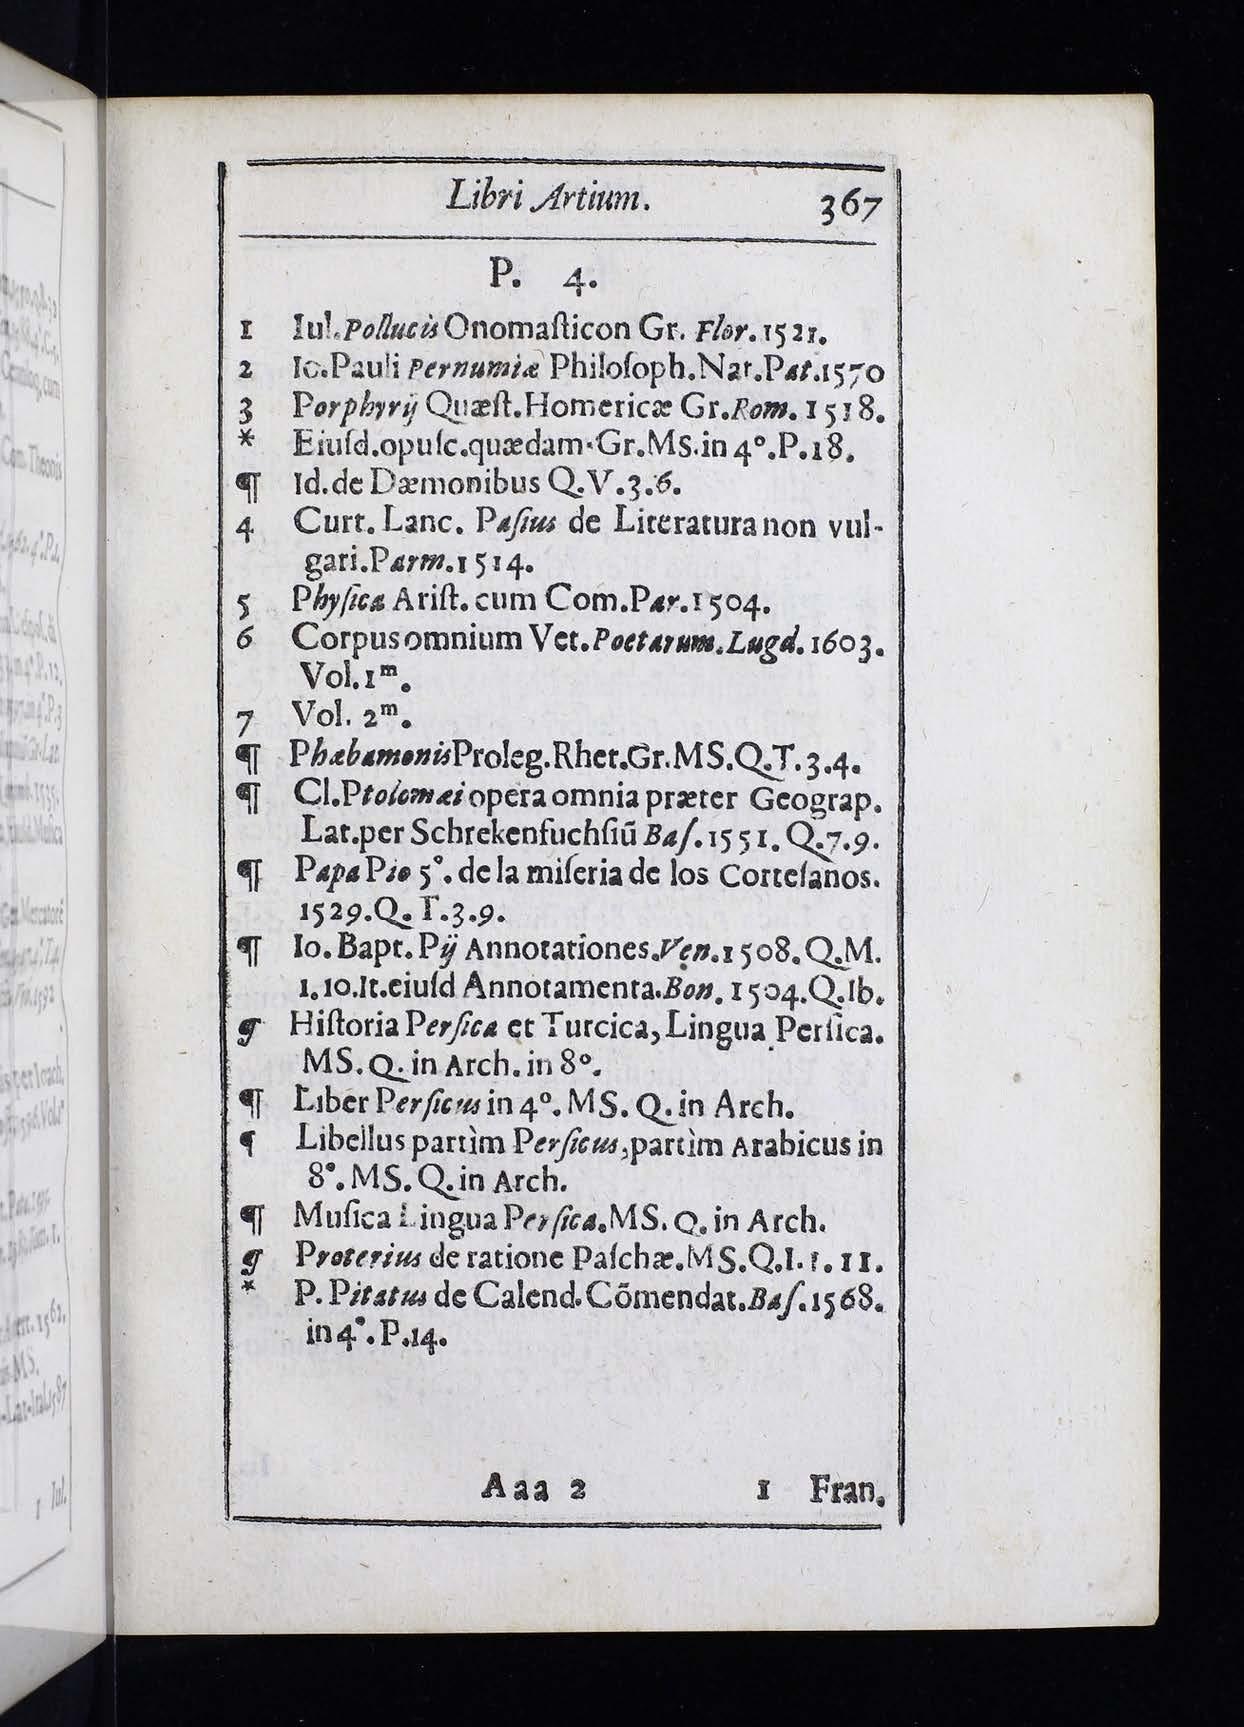 Libri Artium. 367
P. 4.
1 Iul. Pollucis Onomaſticon Gr. Flor. 1521.
2 Io. Pauli Pernumiæ Philoſoph. Nat. Pat. 1570
3 Porphyrij Quæſt. Homericæ Gr. Rom. 1518.
* Eiuſd. opuſc. quædam. Gr. MS. in 4°. P. 18.
¶ Id. de Dæmonibus Q. V. 3. 6.
4 Curt. Lanc. Paſius de Literatura non vul-
gari. Parm. 1514.
5 Phyſica Ariſt. cum Com. Par. 1504.
6 Corpus omnium Vet. Poetarum. Lugd. 1603.
Vol. 1ᵐ.
7 Vol. 2ᵐ.
¶ Phæbamonis Proleg. Rhet. Gr. MS. Q. T. 3. 4.
¶ Cl. Ptolomæi opera omnia præter Geograp.
Lat. per Schrekenfuchſiū Baſ. 1551. Q. 7. 9.
¶ Papa Pio 5°. de la miſeria de los Corteſanos.
1529. Q. T. 3. 9.
¶ Io. Bapt. Pij Annotationes. Ven. 1508. Q. M.
1. 10. It. eiuſd Annotamenta. Bon. 1504. Q. Ib.
¶ Hiſtoria Perſica et Turcica, Lingua Perſica.
MS. Q. in Arch. in 8°.
¶ Liber Perſicus in 4°. MS. Q. in Arch.
¶ Libellus partìm Perſicus, partìm Arabicus in
8°. MS. Q. in Arch.
¶ Muſica Lingua Perſica. MS. Q. in Arch.
¶ Proterius de ratione Paſchæ. MS. Q. I. 1. 11.
* P. Pitatus de Calend. Cōmendat. Baſ. 1568.
in 4°. P. 14.
Aaa 2 1 Fran.